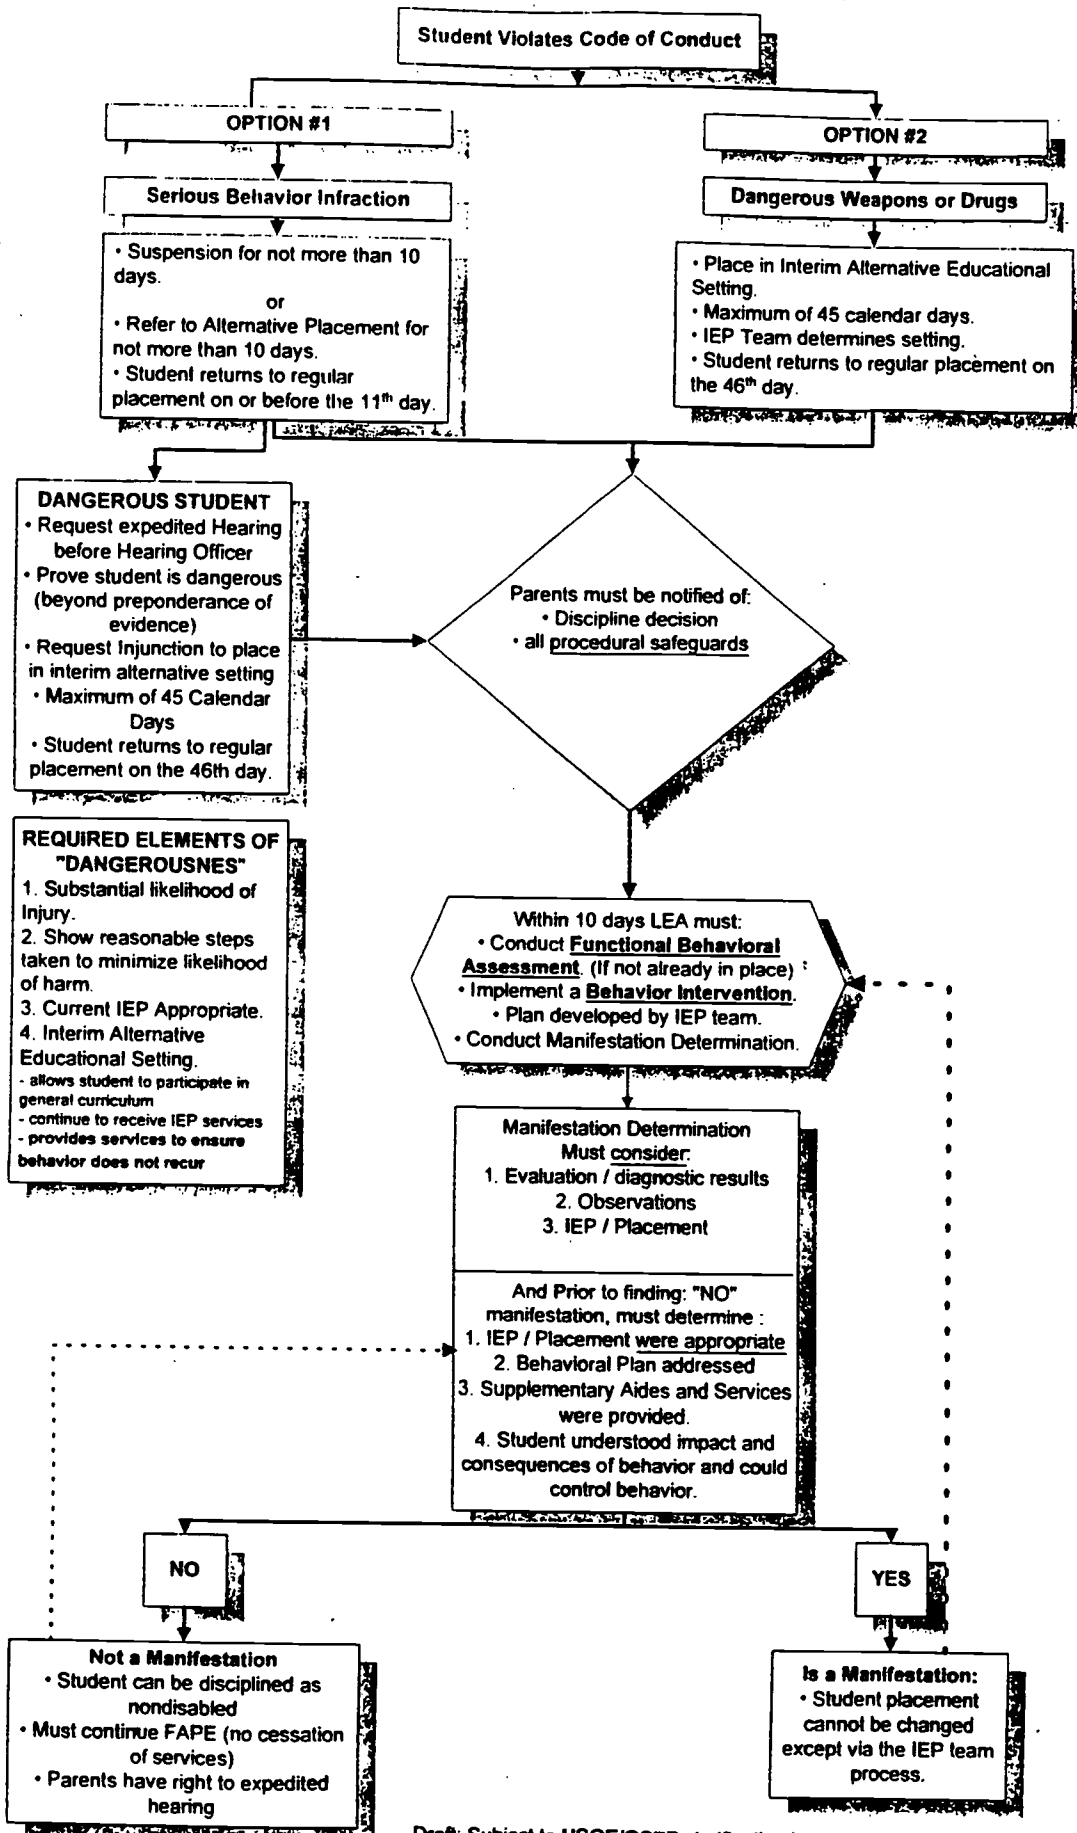 Student Violates Code of Conduct
OPTION #1
OPTION #2
Serious Behavior Infraction
Dangerous Weapons or Drugs
• Suspension for not more than 10
days.
or
• Refer to Alternative Placement for
not more than 10 days.
• Student returns to regular
placement on or before the 11th day.
• Place in Interim Alternative Educational
Setting.
• Maximum of 45 calendar days.
• IEP Team determines setting.
• Student returns to regular placement on
the 46th day.
DANGEROUS STUDENT
• Request expedited Hearing
before Hearing Officer
• Prove student is dangerous
(beyond preponderance of
evidence)
• Request Injunction to place
in interim alternative setting
• Maximum of 45 Calendar
Days
• Student returns to regular
placement on the 46th day.
Parents must be notified of:
• Discipline decision
• all procedural safeguards
REQUIRED ELEMENTS OF
"DANGEROUSNES"
1. Substantial likelihood of
Injury.
2. Show reasonable steps
taken to minimize likelihood
of harm.
3. Current IEP Appropriate.
4. Interim Alternative
Educational Setting.
- allows student to participate in
general curriculum
- continue to receive IEP services
- provides services to ensure
behavior does not recur
Within 10 days LEA must:
• Conduct Functional Behavioral
Assessment. (If not already in place)
• Implement a Behavior Intervention.
• Plan developed by IEP team.
• Conduct Manifestation Determination.
Manifestation Determination
Must consider:
1. Evaluation / diagnostic results
2. Observations
3. IEP / Placement
And Prior to finding: "NO"
manifestation, must determine :
1. IEP / Placement were appropriate
2. Behavioral Plan addressed
3. Supplementary Aides and Services
were provided.
4. Student understood impact and
consequences of behavior and could
control behavior.
NO
YES
Not a Manifestation
• Student can be disciplined as
nondisabled
• Must continue FAPE (no cessation
of services)
• Parents have right to expedited
hearing
Is a Manifestation:
• Student placement
cannot be changed
except via the IEP team
process.
Draft: Subject to